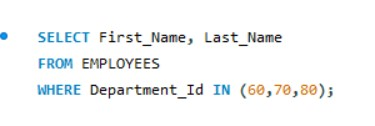 SELECT First_Name, Last_Name
FROM EMPLOYEES
WHERE Department_Id IN (60,70,80);